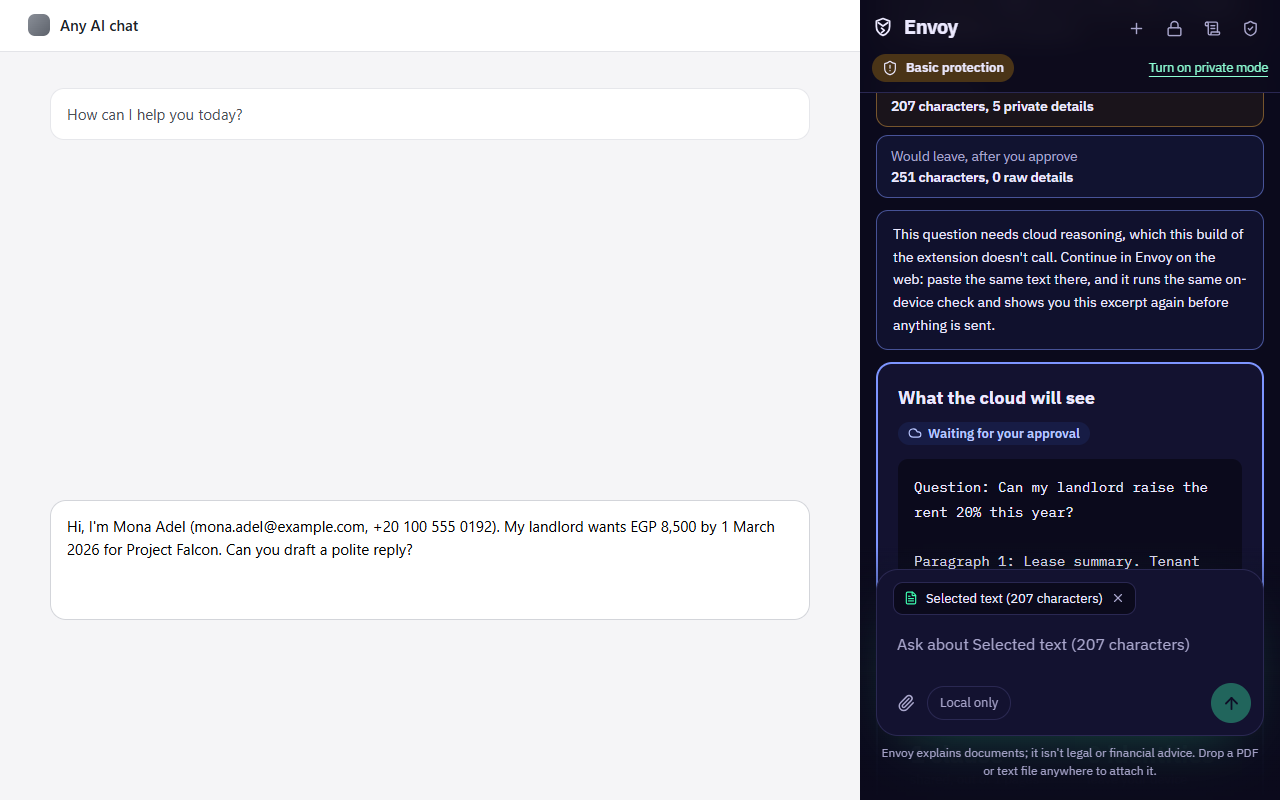 Any AI chat
How can I help you today?
Hi, I'm Mona Adel (mona.adel@example.com, +20 100 555 0192). My landlord wants EGP 8,500 by 1 March
2026 for Project Falcon. Can you draft a polite reply?
Envoy
Basic protection
Turn on private mode
207 characters, 5 private details
Would leave, after you approve
251 characters, 0 raw details
This question needs cloud reasoning, which this build of
the extension doesn't call. Continue in Envoy on the
web: paste the same text there, and it runs the same on-
device check and shows you this excerpt again before
anything is sent.
What the cloud will see
Waiting for your approval
Question: Can my landlord raise the
rent 20% this year?
Paragraph 1: Lease summary. Tenant
Selected text (207 characters)
Ask about Selected text (207 characters)
Local only
Envoy explains documents; it isn't legal or financial advice. Drop a PDF
or text file anywhere to attach it.